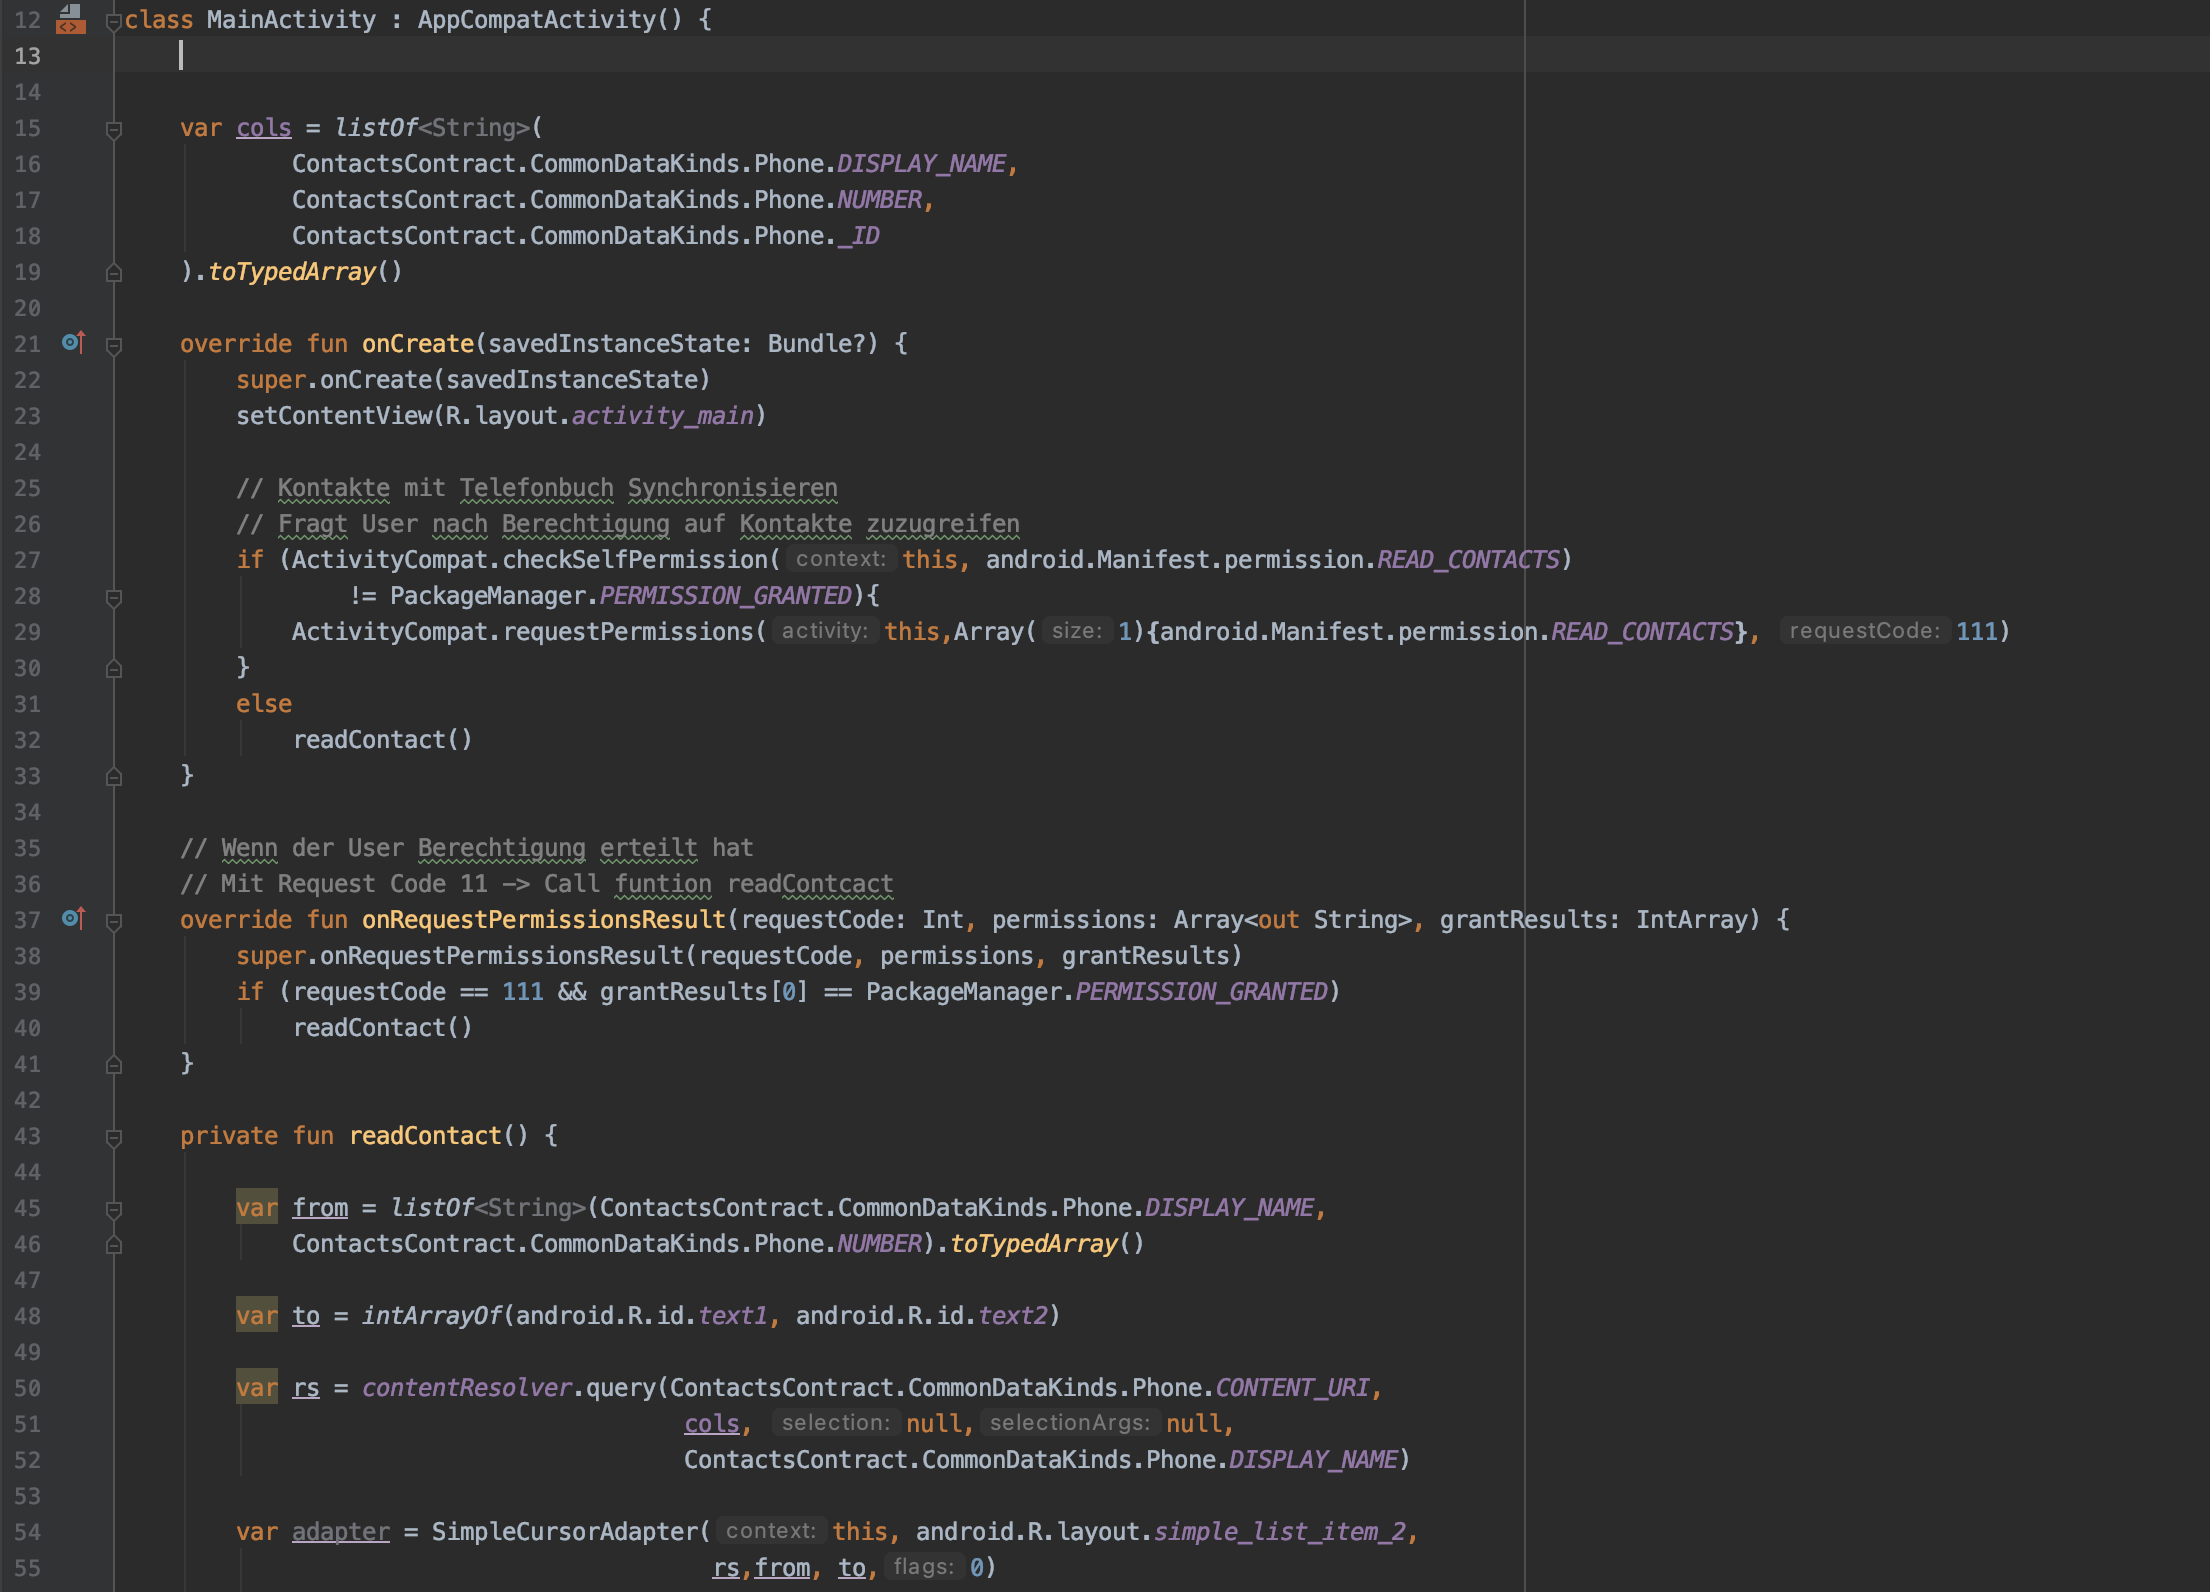 12 class MainActivity : AppCompatActivity() {
13
14
15 var cols = listOf<String>(
16 ContactsContract.CommonDataKinds.Phone.DISPLAY_NAME,
17 ContactsContract.CommonDataKinds.Phone.NUMBER,
18 ContactsContract.CommonDataKinds.Phone._ID
19 ).toTypedArray()
20
21 override fun onCreate(savedInstanceState: Bundle?) {
22 super.onCreate(savedInstanceState)
23 setContentView(R.layout.activity_main)
24
25 // Kontakte mit Telefonbuch Synchronisieren
26 // Fragt User nach Berechtigung auf Kontakte zuzugreifen
27 if (ActivityCompat.checkSelfPermission( context: this, android.Manifest.permission.READ_CONTACTS)
28 != PackageManager.PERMISSION_GRANTED){
29 ActivityCompat.requestPermissions( activity: this,Array( size: 1){android.Manifest.permission.READ_CONTACTS}, requestCode: 111)
30 }
31 else
32 readContact()
33 }
34
35 // Wenn der User Berechtigung erteilt hat
36 // Mit Request Code 11 -> Call funtion readContcact
37 override fun onRequestPermissionsResult(requestCode: Int, permissions: Array<out String>, grantResults: IntArray) {
38 super.onRequestPermissionsResult(requestCode, permissions, grantResults)
39 if (requestCode == 111 && grantResults[0] == PackageManager.PERMISSION_GRANTED)
40 readContact()
41 }
42
43 private fun readContact() {
44
45 var from = listOf<String>(ContactsContract.CommonDataKinds.Phone.DISPLAY_NAME,
46 ContactsContract.CommonDataKinds.Phone.NUMBER).toTypedArray()
47
48 var to = intArrayOf(android.R.id.text1, android.R.id.text2)
49
50 var rs = contentResolver.query(ContactsContract.CommonDataKinds.Phone.CONTENT_URI,
51 cols, selection: null, selectionArgs: null,
52 ContactsContract.CommonDataKinds.Phone.DISPLAY_NAME)
53
54 var adapter = SimpleCursorAdapter( context: this, android.R.layout.simple_list_item_2,
55 rs,from, to, flags: 0)